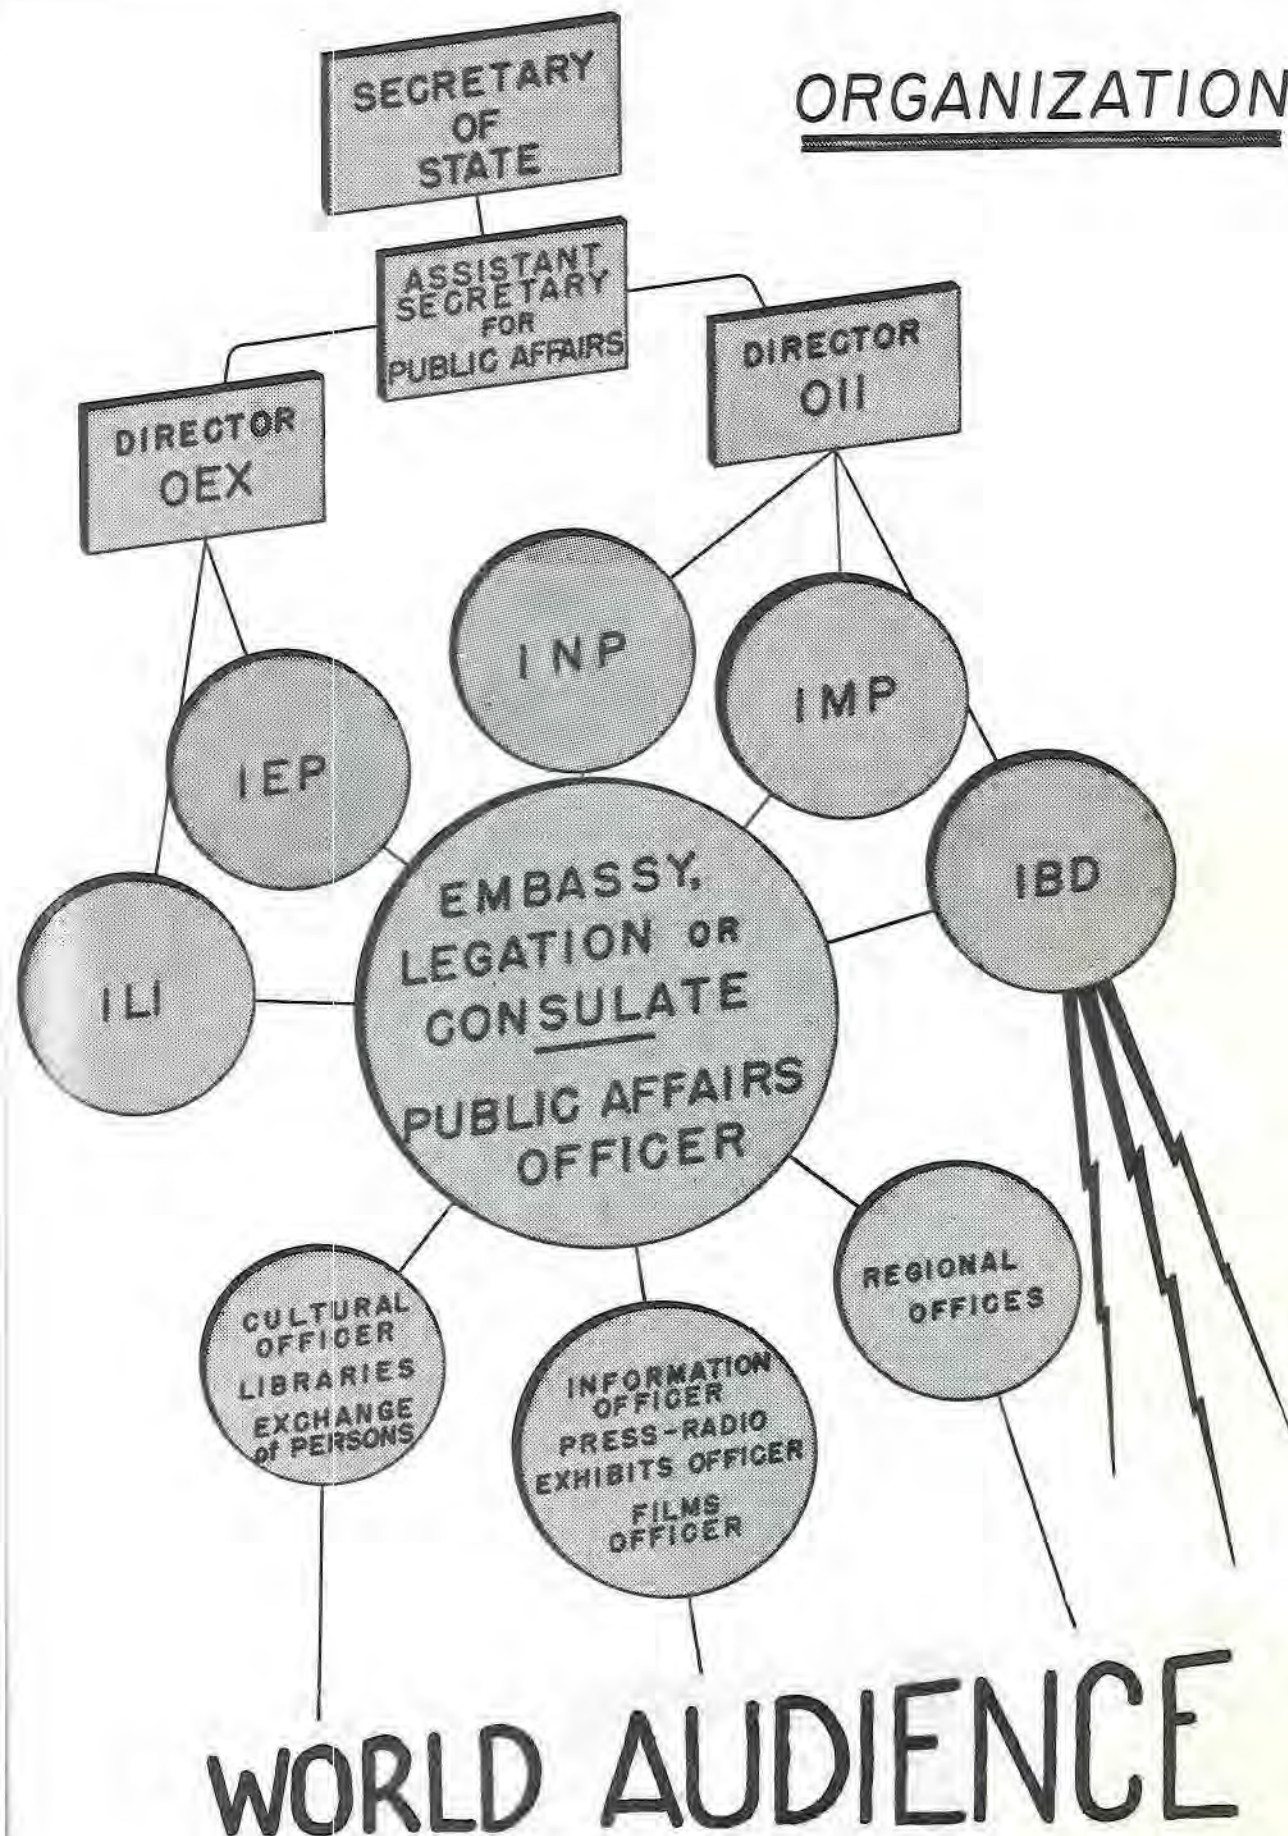 ORGANIZATION
SECRETARY
OF
STATE
ASSISTANT
SECRETARY
FOR
PUBLIC AFFAIRS
DIRECTOR
OII
DIRECTOR
OEX
INP
IMP
IEP
IBD
ILI
EMBASSY,
LEGATION OR
CONSULATE
PUBLIC AFFAIRS
OFFICER
REGIONAL
OFFICES
CULTURAL
OFFICER
LIBRARIES
EXCHANGE
of PERSONS
INFORMATION
OFFICER
PRESS-RADIO
EXHIBITS OFFICER
FILMS
OFFICER
WORLD AUDIENCE